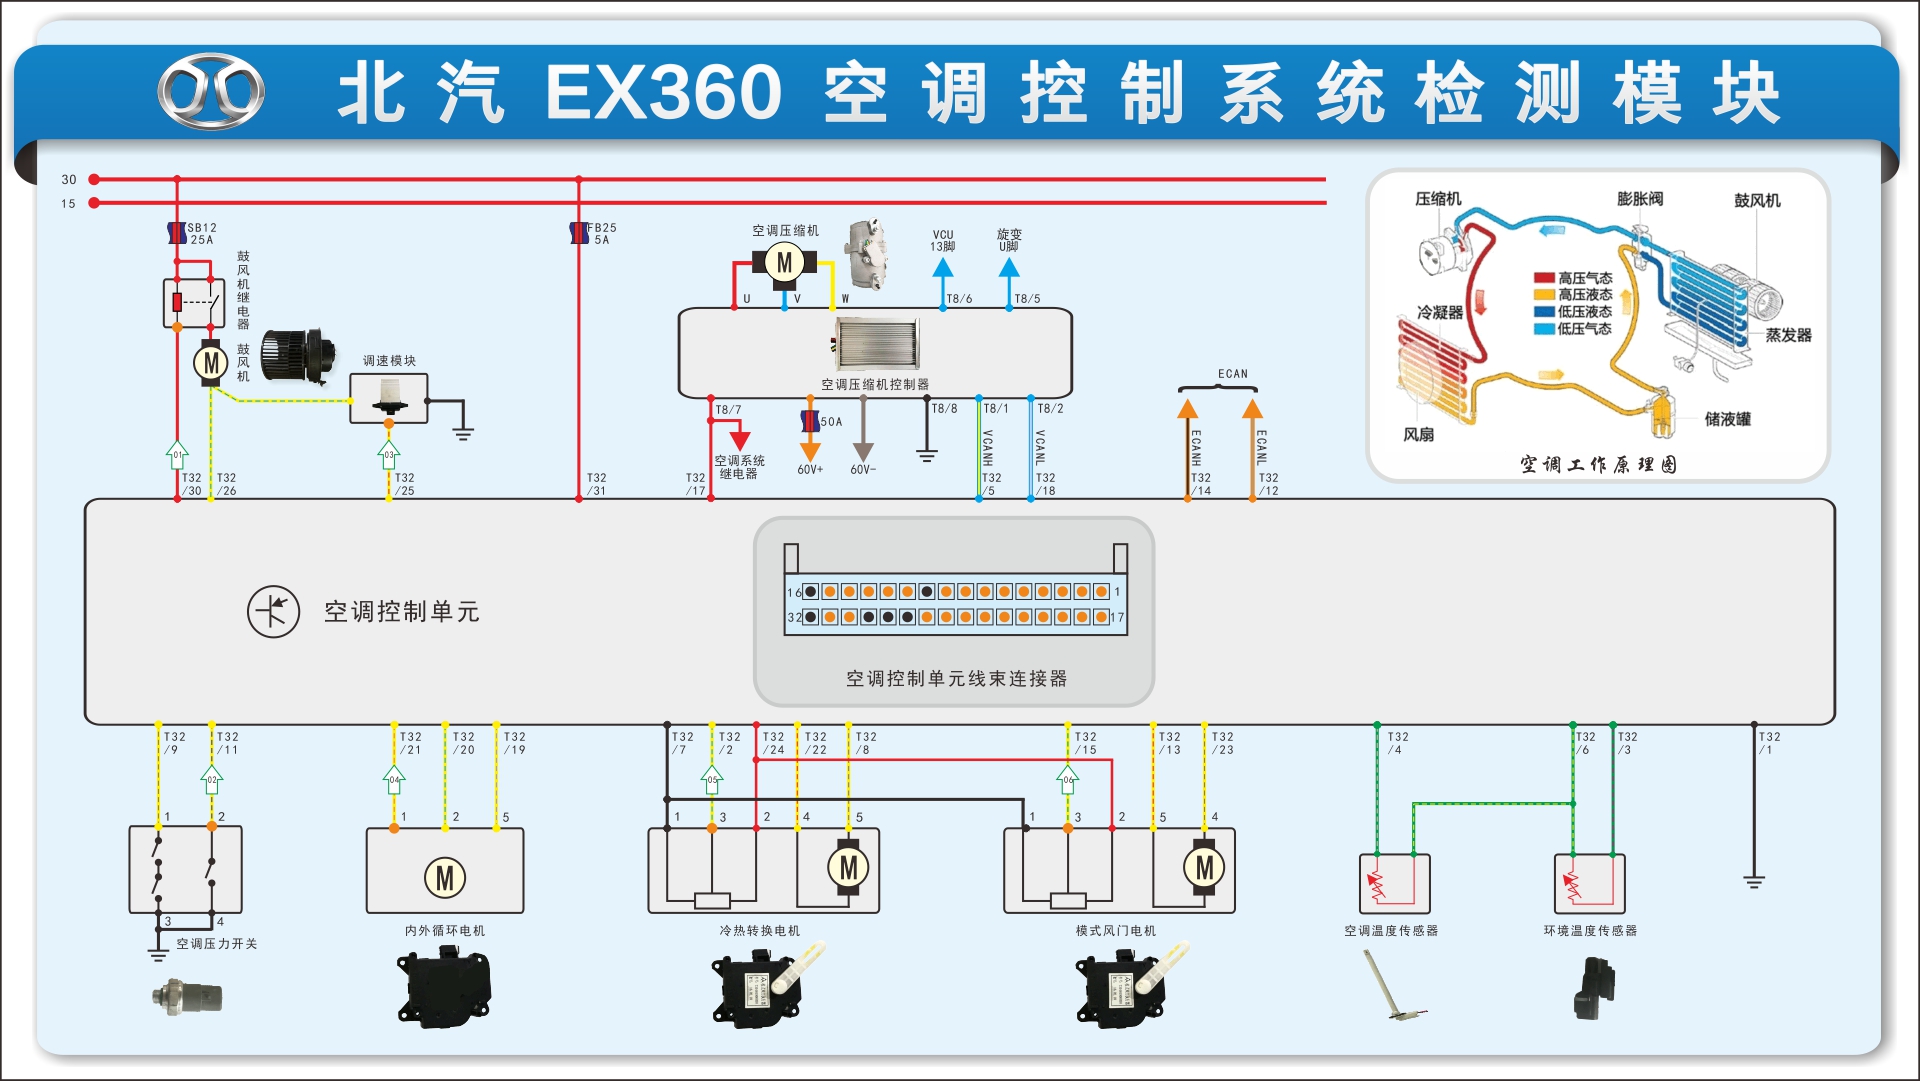 北汽EX360空调控制系统检测模块
30
15
SB12
25A
鼓风机继电器
鼓风机
调速模块
FB25
5A
空调压缩机
U
V
W
VCU
13脚
旋变
U脚
T8/6
T8/5
空调压缩机控制器
T8/7
空调系统
继电器
50A
60V+
60V-
T8/8
T8/1
T8/2
VCANH
VCANL
ECAN
ECANH
ECANL
01
03
T32
/30
T32
/26
T32
/25
T32
/31
T32
/17
T32
/5
T32
/18
T32
/14
T32
/12
压缩机
膨胀阀
鼓风机
高压气态
高压液态
低压液态
低压气态
冷凝器
蒸发器
储液罐
风扇
空调工作原理图
空调控制单元
16
1
32
17
空调控制单元线束连接器
T32
/9
T32
/11
T32
/21
T32
/20
T32
/19
T32
/7
T32
/2
T32
/24
T32
/22
T32
/8
T32
/15
T32
/13
T32
/23
T32
/4
T32
/6
T32
/3
T32
/1
02
04
05
06
1
2
1
2
5
1
3
2
4
5
1
3
2
5
4
M
M
M
M
M
3
4
空调压力开关
内外循环电机
冷热转换电机
模式风门电机
空调温度传感器
环境温度传感器